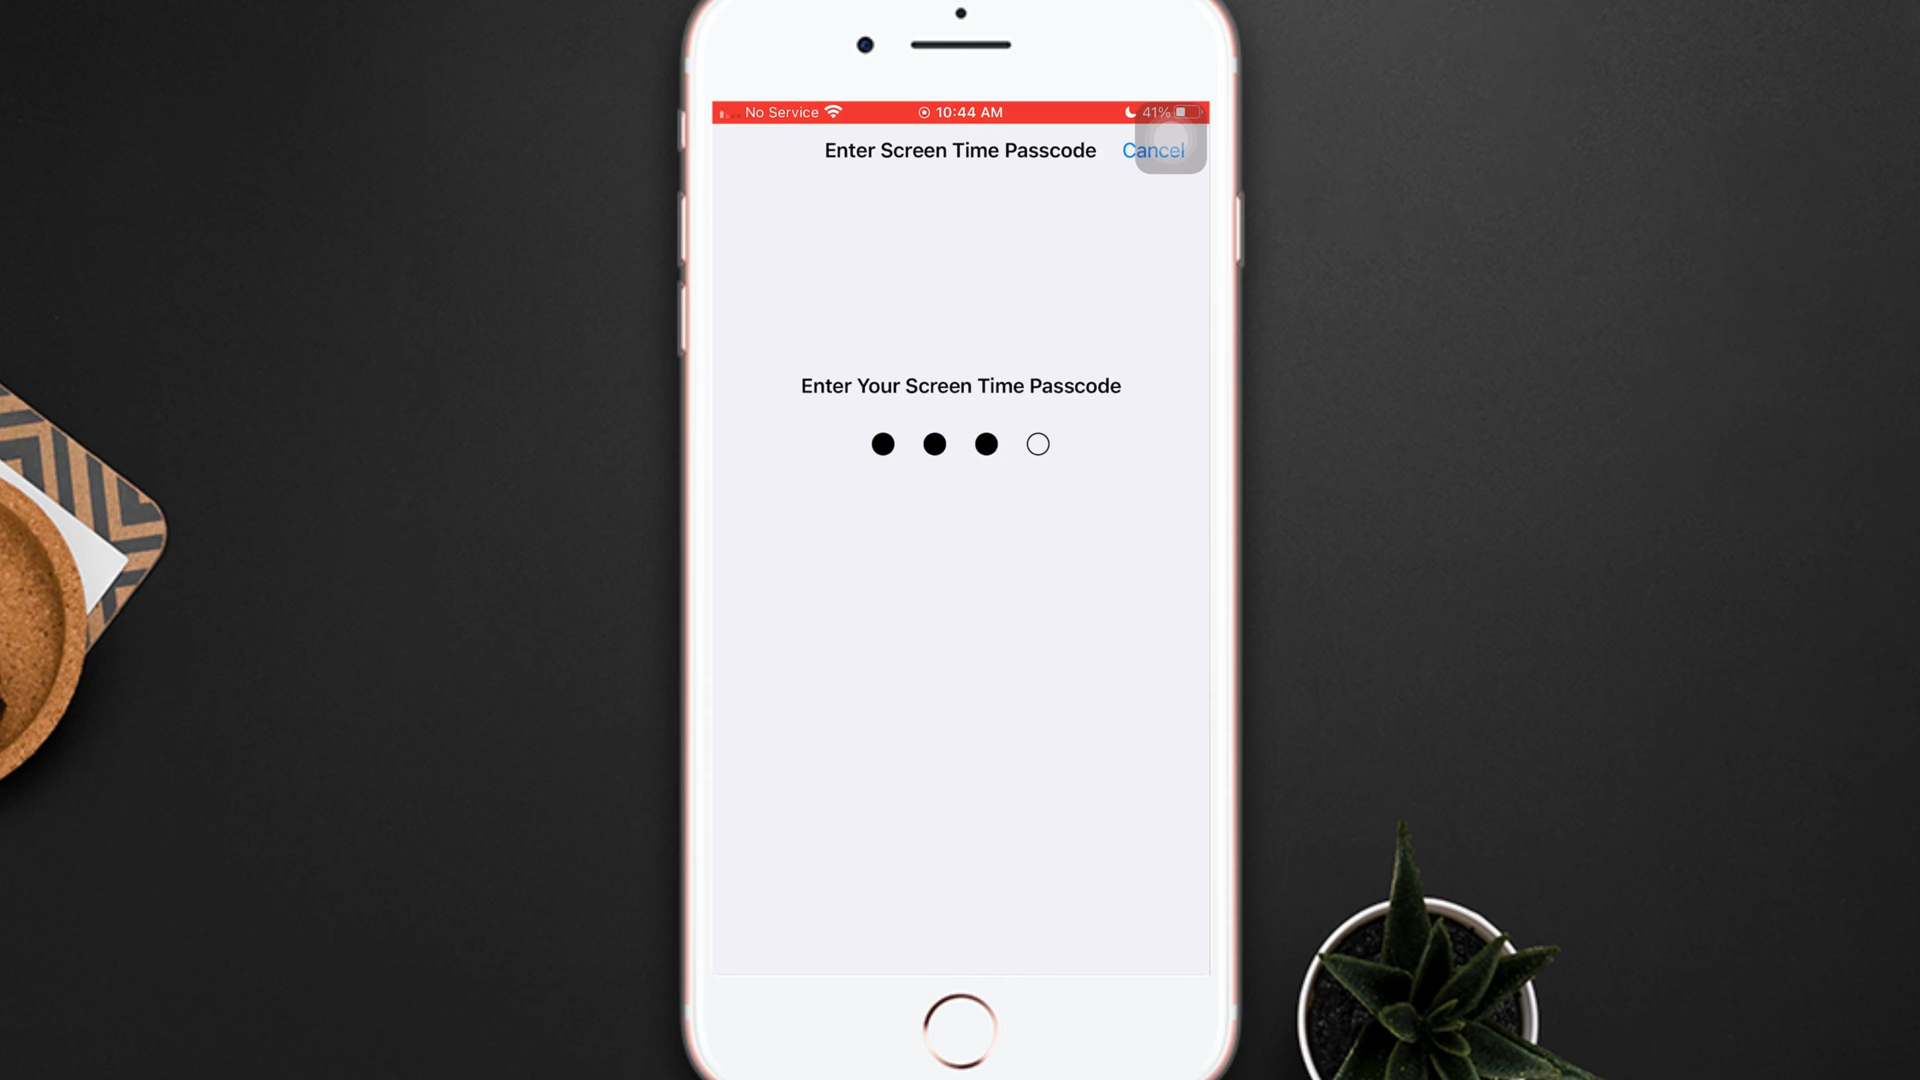 No Service 10:44 AM 41%
Enter Screen Time Passcode Cancel
Enter Your Screen Time Passcode